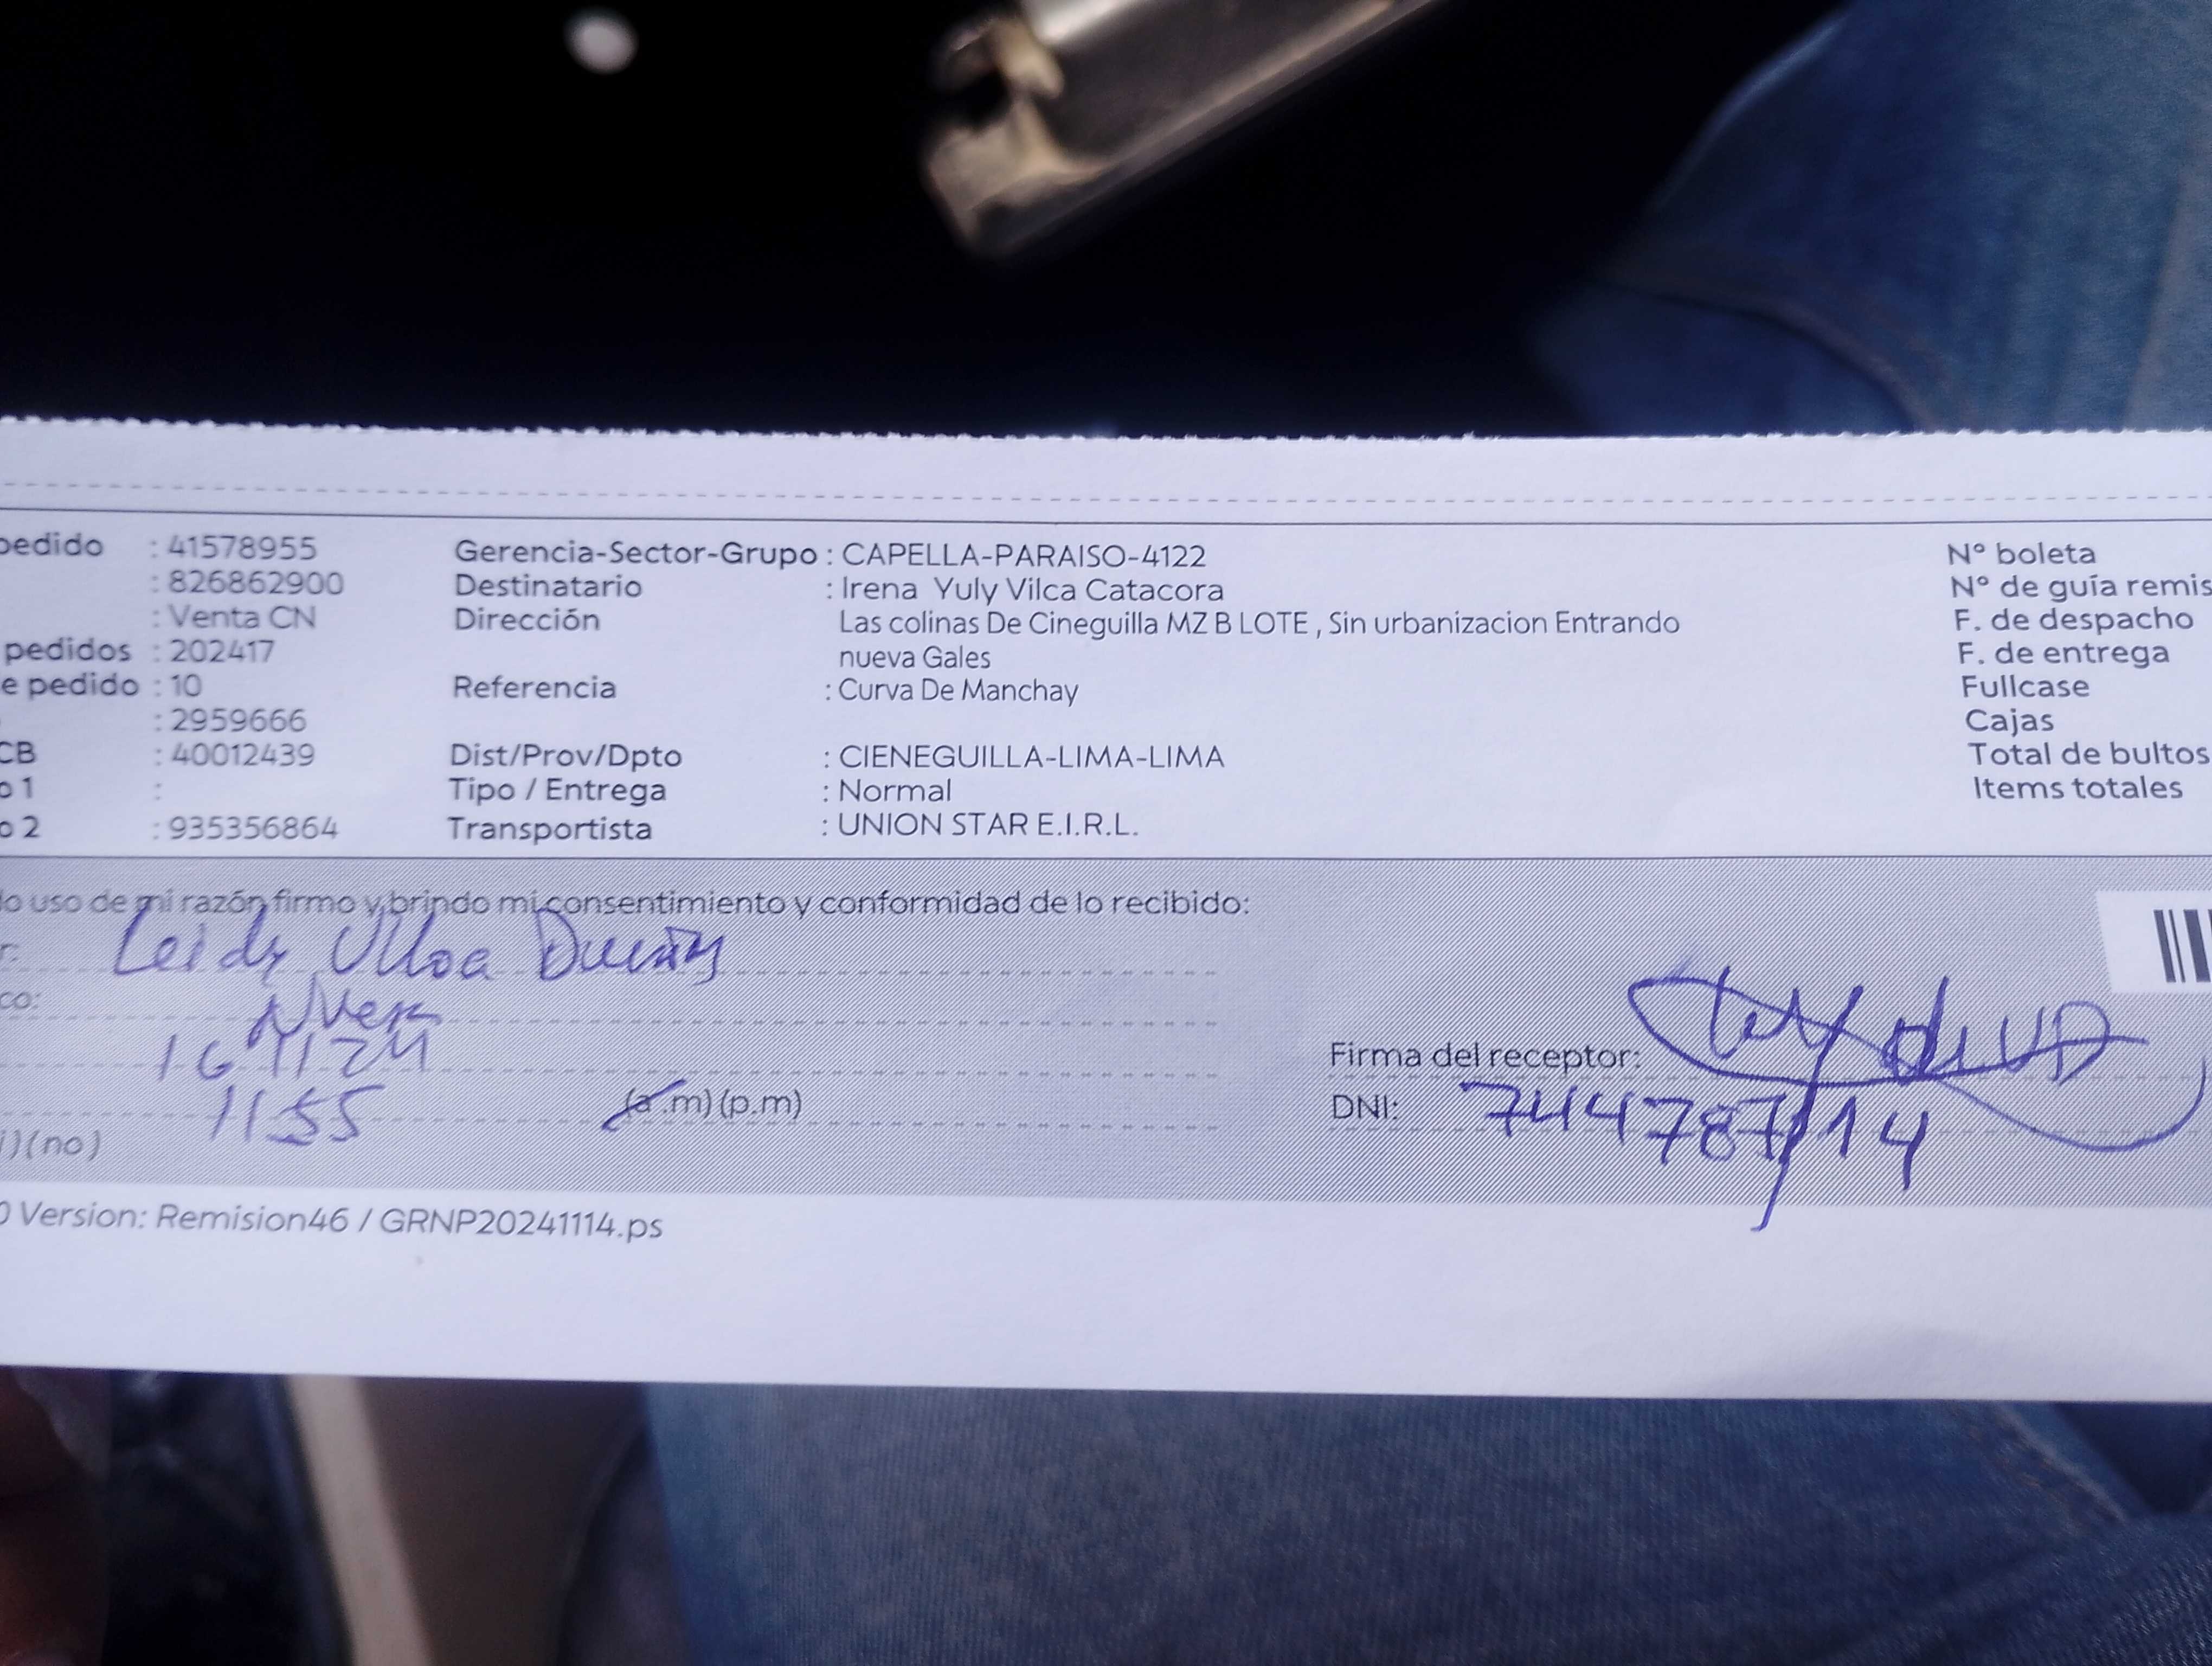 pedido : 41578955 Gerencia-Sector-Grupo : CAPELLA-PARAISO-4122 N° boleta
: 826862900 Destinatario : Irena Yuly Vilca Catacora N° de guía remis
: Venta CN Dirección Las colinas De Cineguilla MZ B LOTE , Sin urbanizacion Entrando F. de despacho
pedidos : 202417 nueva Gales F. de entrega
e pedido : 10 Referencia : Curva De Manchay Fullcase
: 2959666 Cajas
CB : 40012439 Dist/Prov/Dpto : CIENEGUILLA-LIMA-LIMA Total de bultos
o 1 : Tipo / Entrega : Normal Items totales
o 2 : 935356864 Transportista : UNION STAR E.I.R.L.
lo uso de mi razón firmo y brindo mi consentimiento y conformidad de lo recibido:
r: Leidy Ulloa
co:
16 11 24 Firma del receptor:
1155 (a.m) (p.m) DNI: 74478714
i) (no)
0 Version: Remision46 / GRNP20241114.ps